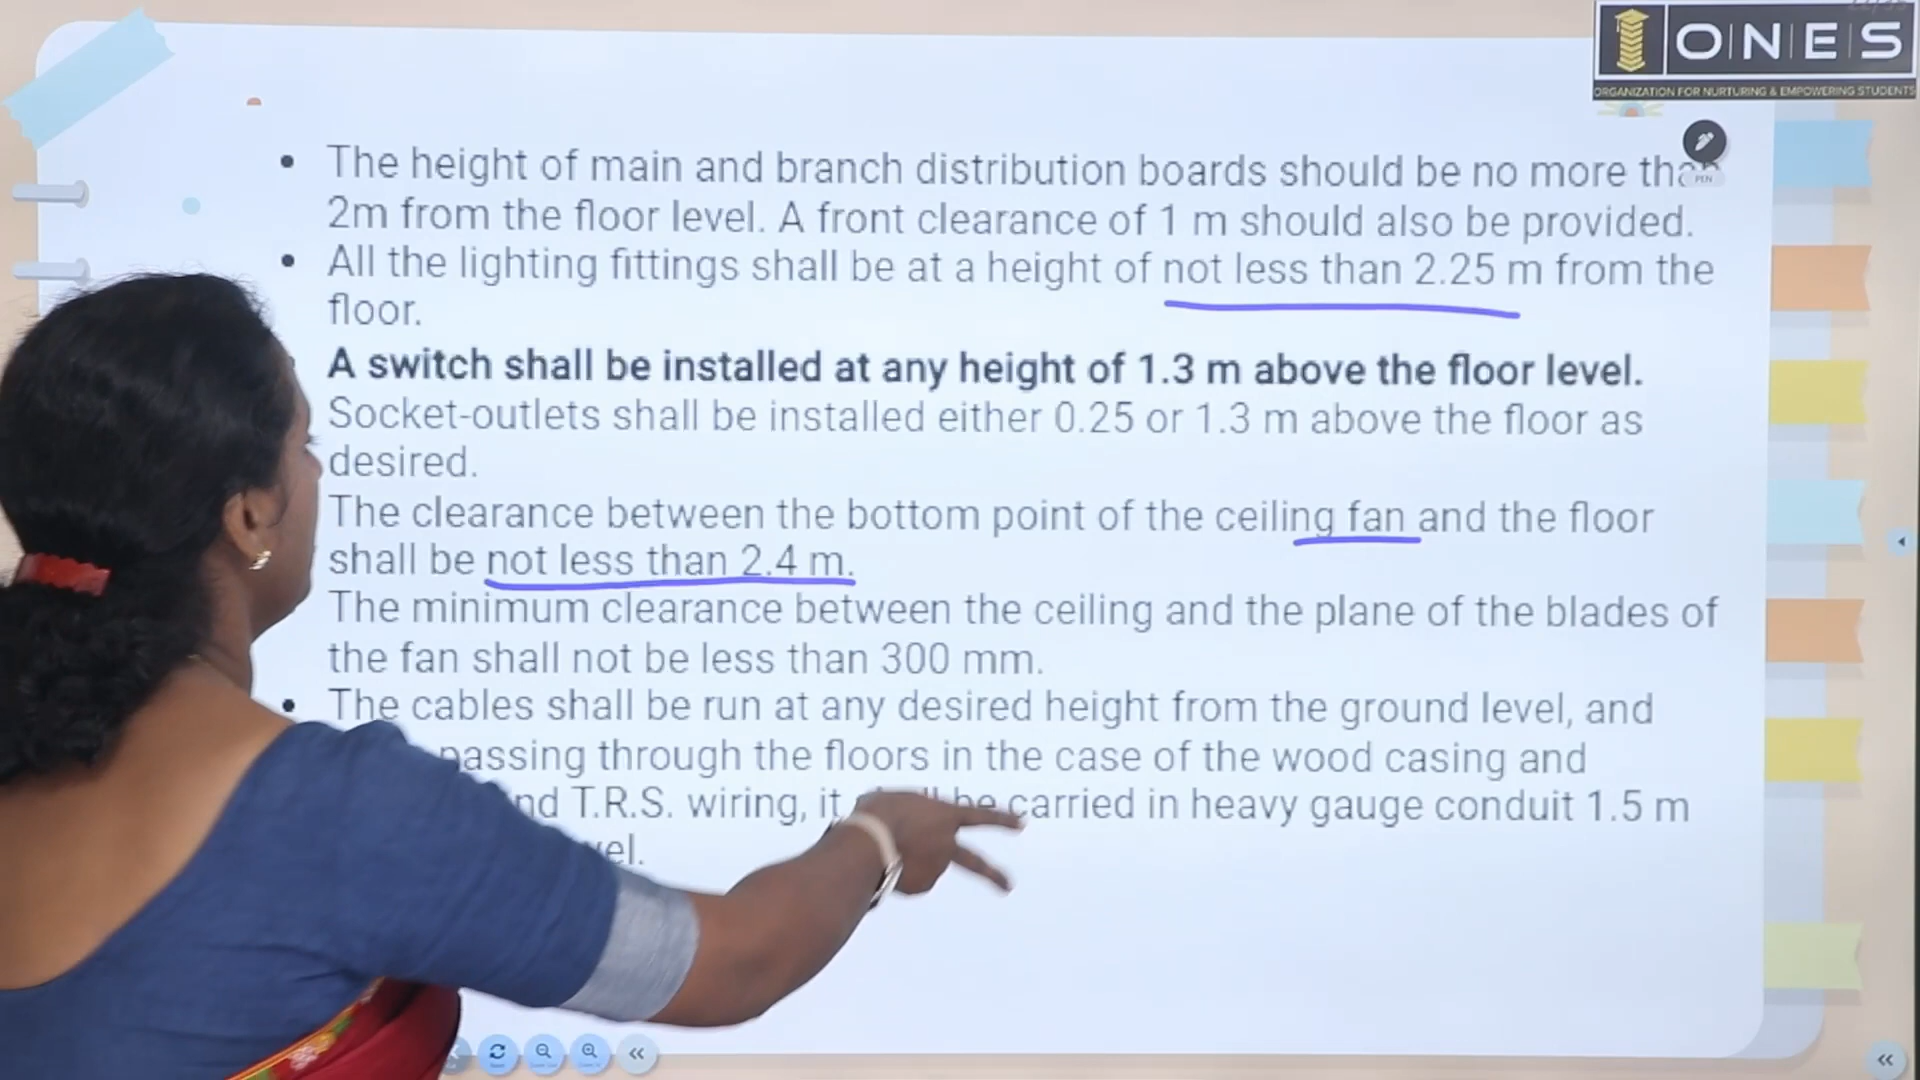 O|N|E|S
ORGANIZATION FOR NURTURING & EMPOWERING STUDENTS
• The height of main and branch distribution boards should be no more than
PEN
2m from the floor level. A front clearance of 1 m should also be provided.
• All the lighting fittings shall be at a height of not less than 2.25 m from the
floor.
A switch shall be installed at any height of 1.3 m above the floor level.
Socket-outlets shall be installed either 0.25 or 1.3 m above the floor as
desired.
The clearance between the bottom point of the ceiling fan and the floor
shall be not less than 2.4 m.
The minimum clearance between the ceiling and the plane of the blades of
the fan shall not be less than 300 mm.
• The cables shall be run at any desired height from the ground level, and
passing through the floors in the case of the wood casing and
T.R.S. wiring, it be carried in heavy gauge conduit 1.5 m